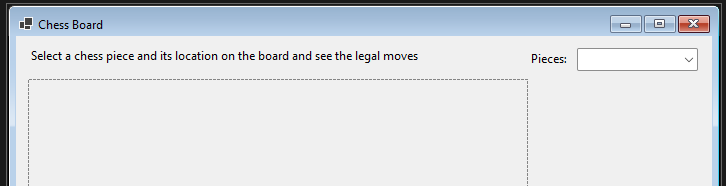 Chess Board
Select a chess piece and its location on the board and see the legal moves
Pieces: